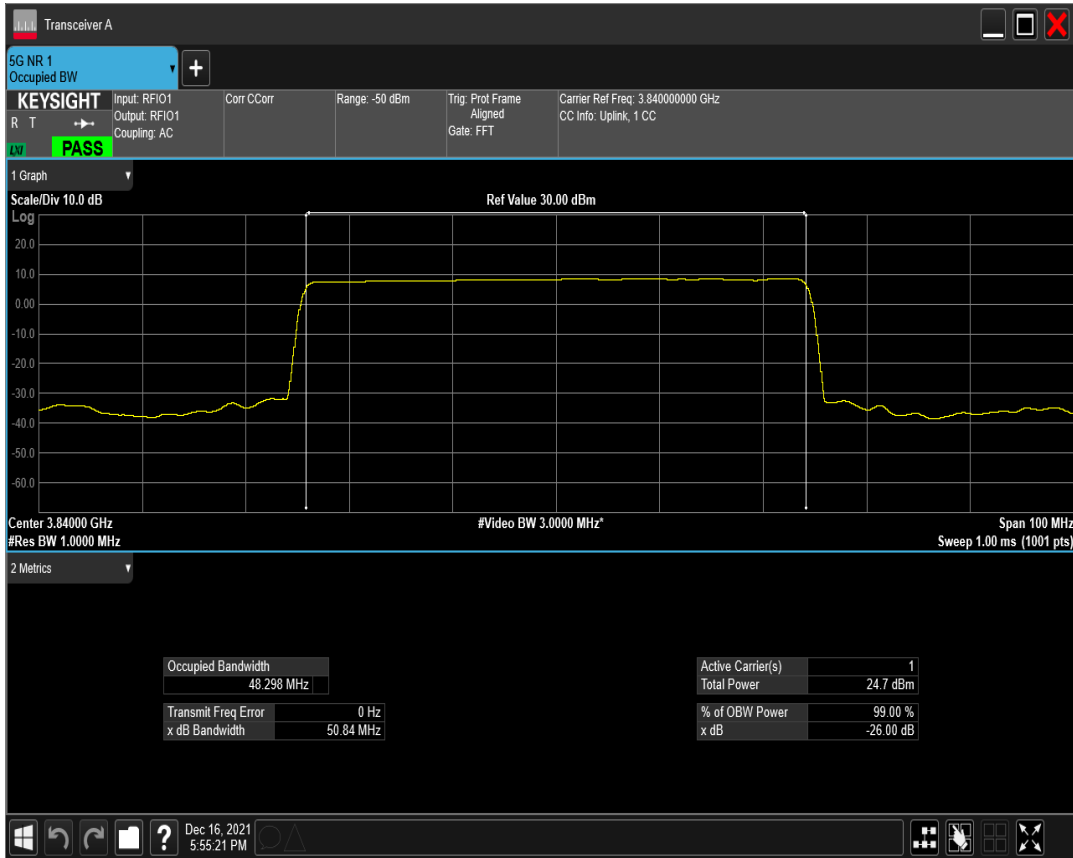 Transceiver A
5G NR 1
Occupied BW
KEYSIGHT
R T
LXI
PASS
Input: RFIO1
Output: RFIO1
Coupling: AC
Corr CCorr
Range: -50 dBm
Trig: Prot Frame
Aligned
Gate: FFT
Carrier Ref Freq: 3.840000000 GHz
CC Info: Uplink, 1 CC
1 Graph
Scale/Div 10.0 dB
Ref Value 30.00 dBm
Log
20.0
10.0
0.00
-10.0
-20.0
-30.0
-40.0
-50.0
-60.0
Center 3.84000 GHz
#Video BW 3.0000 MHz*
Span 100 MHz
#Res BW 1.0000 MHz
Sweep 1.00 ms (1001 pts)
2 Metrics
Occupied Bandwidth
48.298 MHz
Transmit Freq Error 0 Hz
x dB Bandwidth 50.84 MHz
Active Carrier(s) 1
Total Power 24.7 dBm
% of OBW Power 99.00 %
x dB -26.00 dB
?
Dec 16, 2021
5:55:21 PM